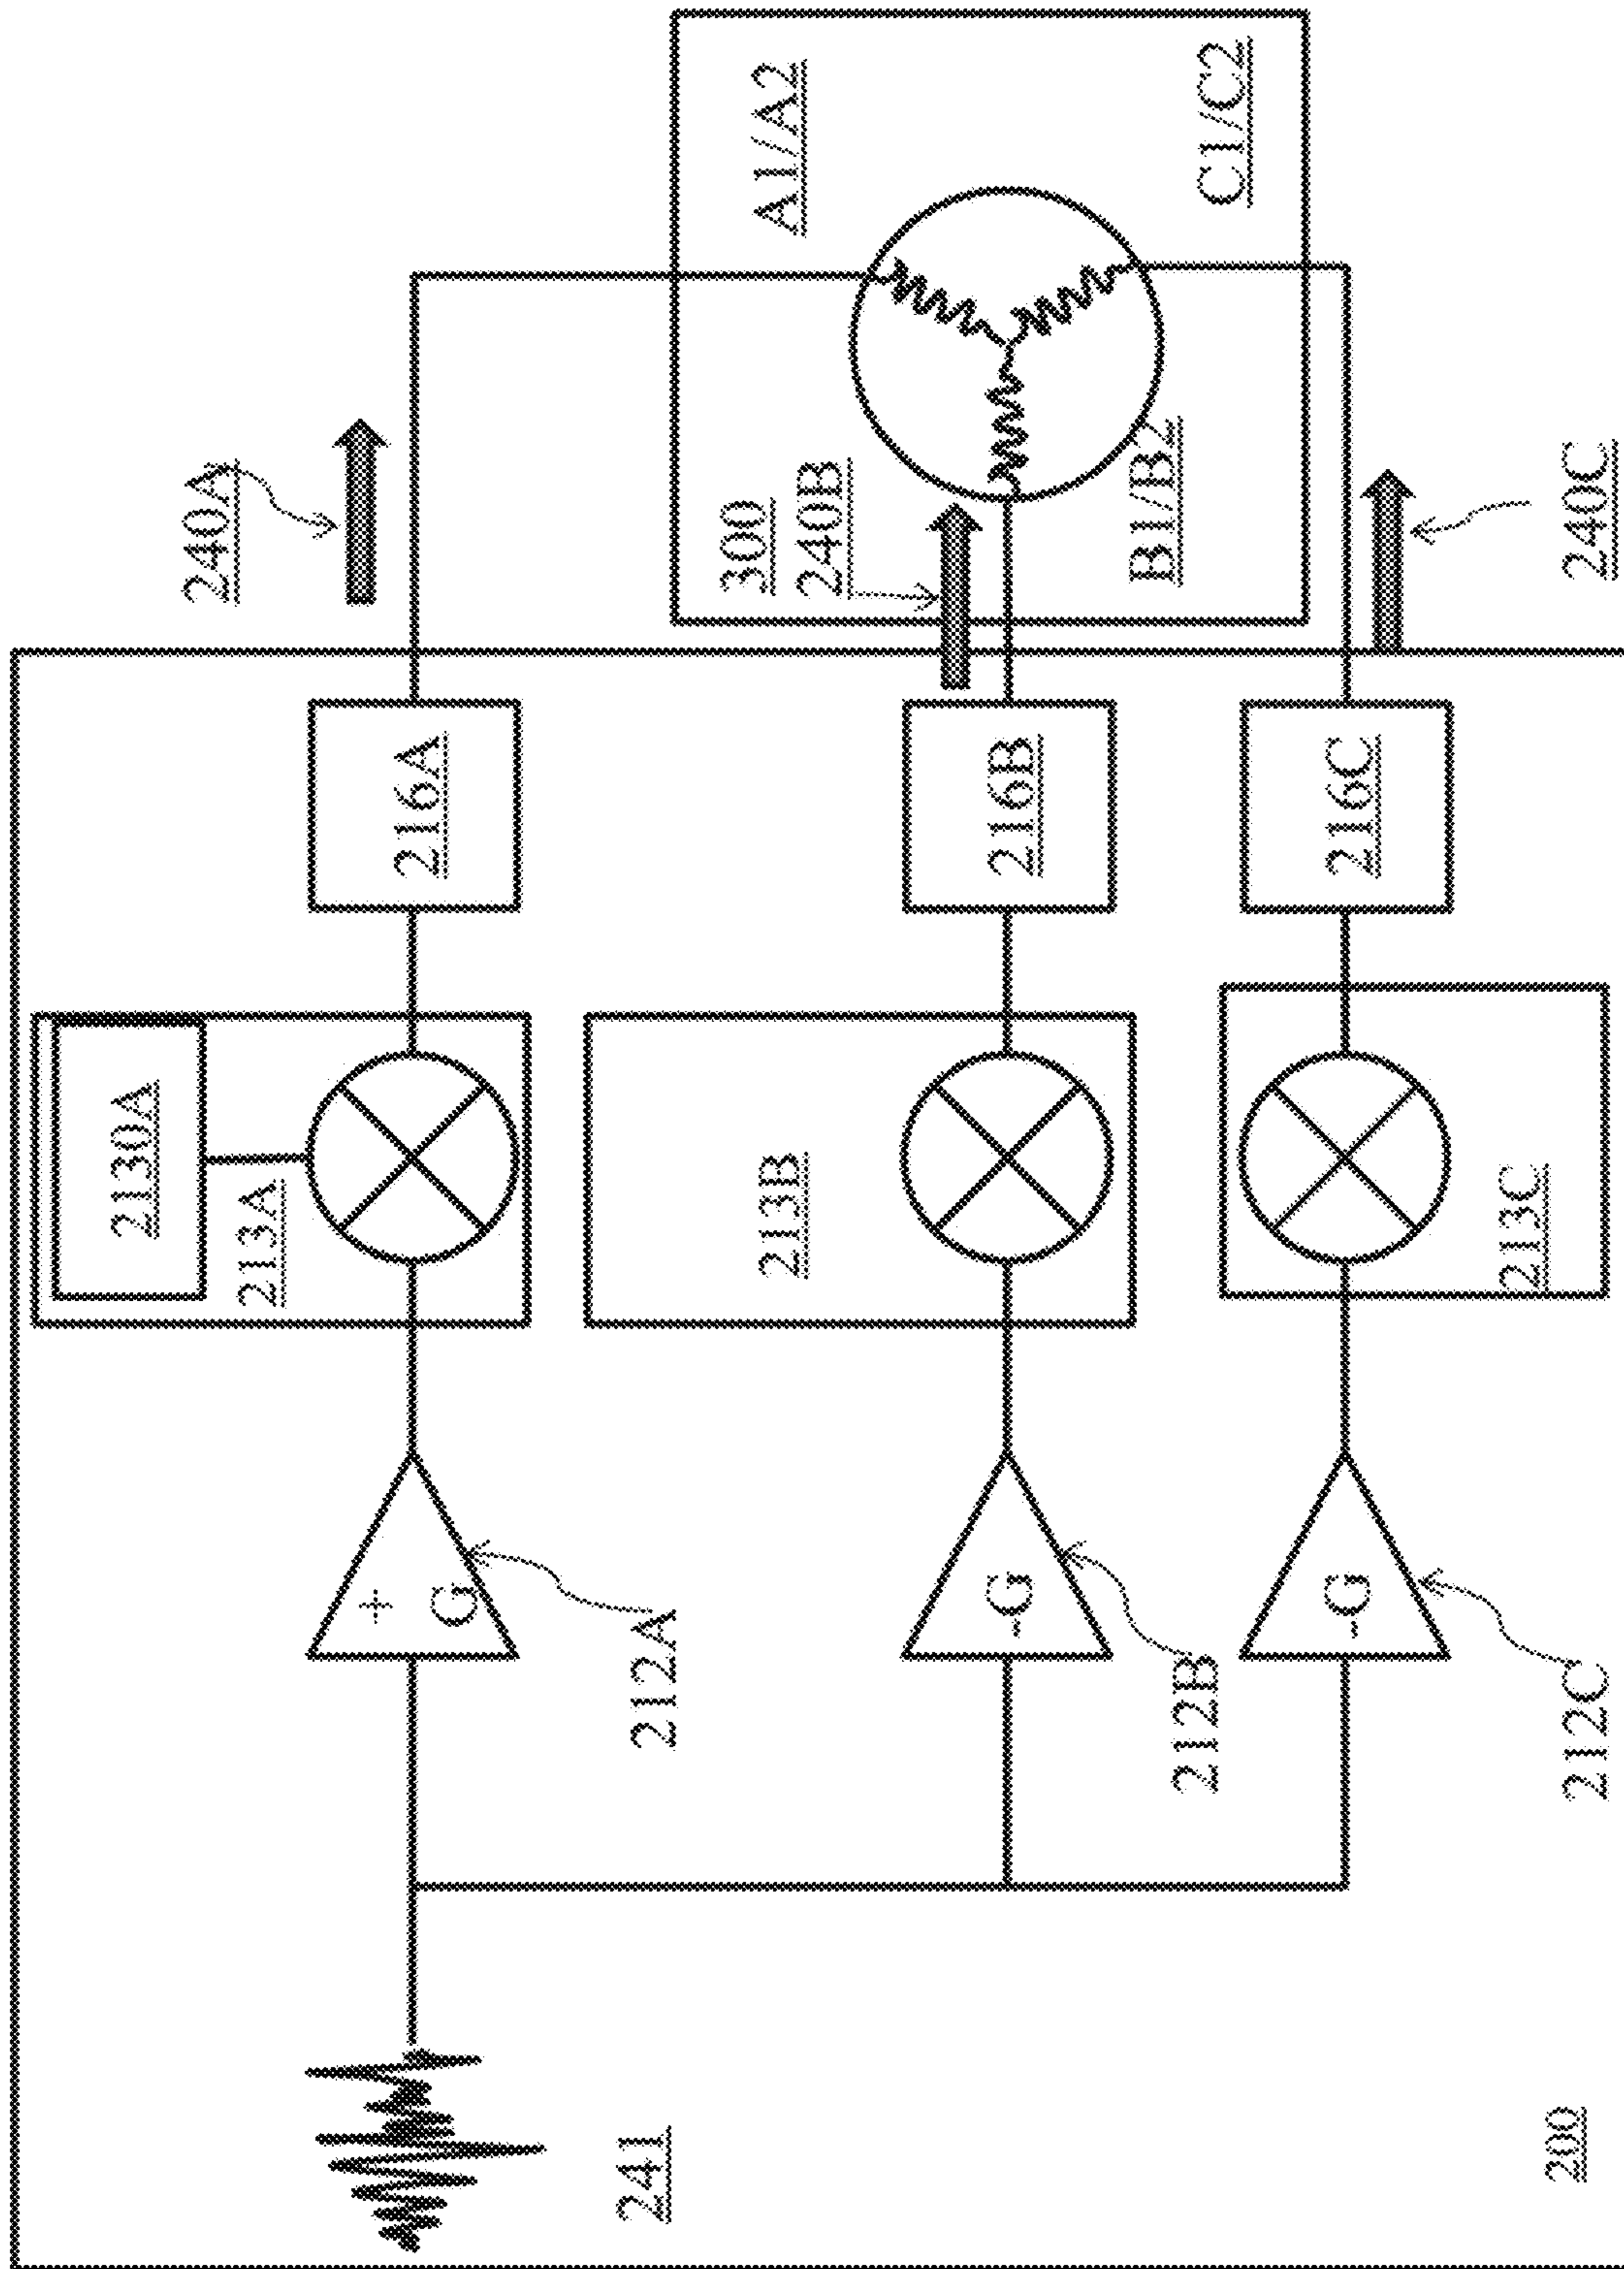 241
200
+
G
212A
-G
212B
-G
212C
2130A
213A
213B
213C
216A
216B
216C
240A
300
240B
240C
A1/A2
B1/B2
C1/C2